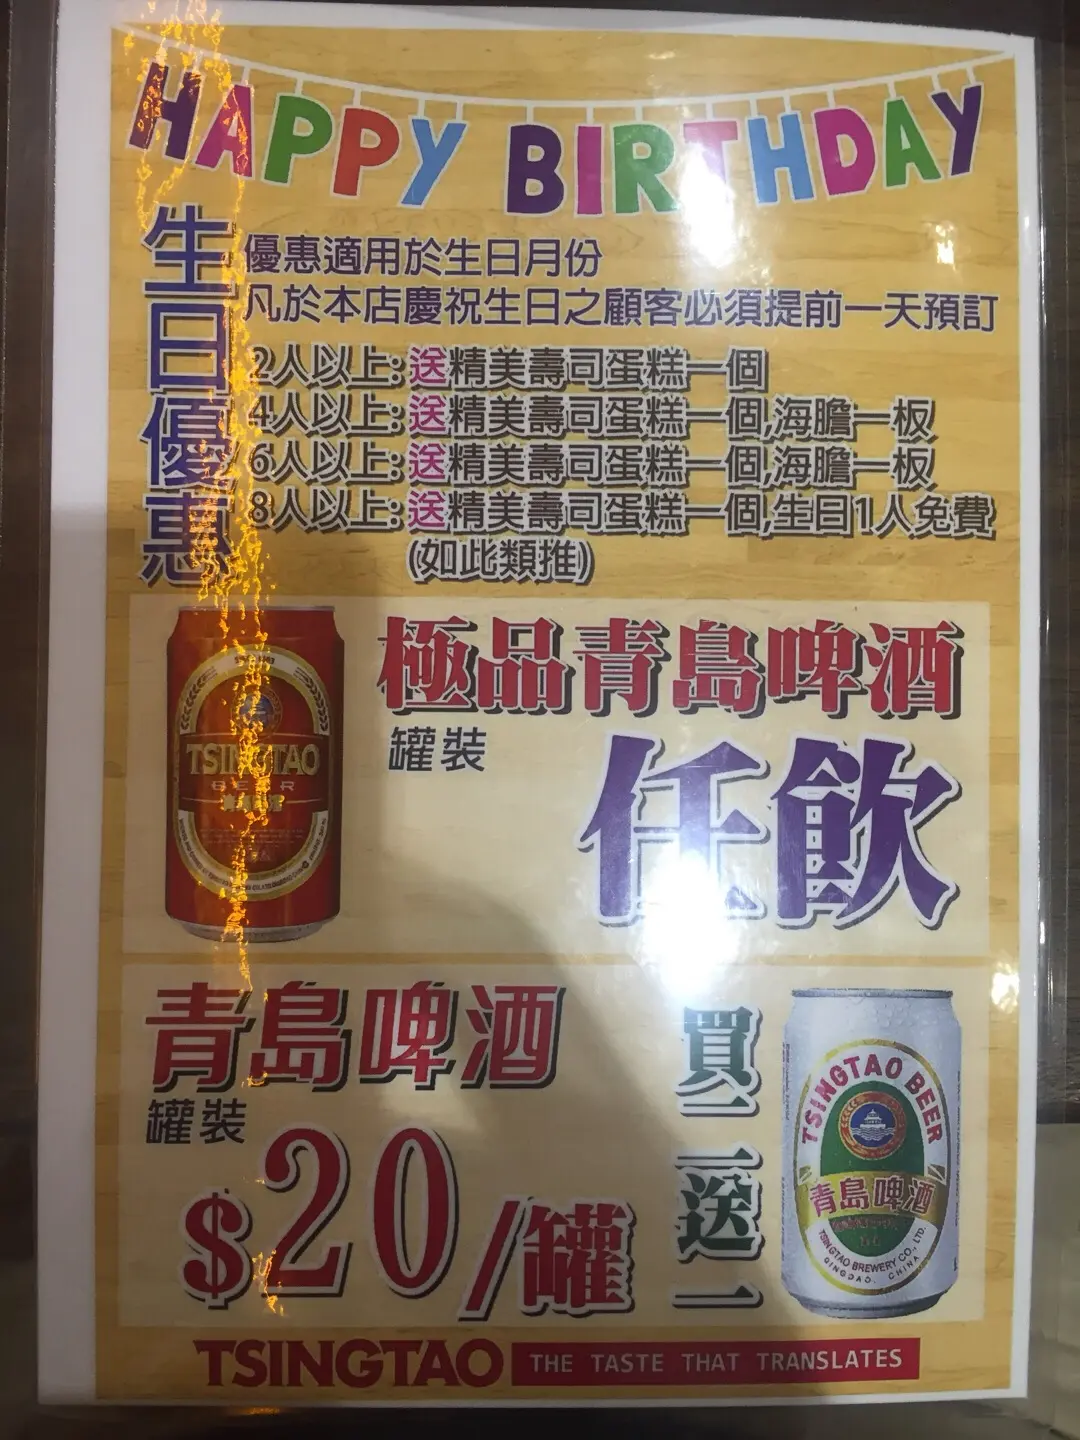 HAPPY BIRTHDAY
生日優惠
優惠適用於生日月份
凡於本店慶祝生日之顧客必須提前一天預訂
2人以上:送精美壽司蛋糕一個
4人以上:送精美壽司蛋糕一個,海膽一板
6人以上:送精美壽司蛋糕一個,海膽一板
8人以上:送精美壽司蛋糕一個,生日1人免費
(如此類推)
極品青島啤酒
罐裝
任飲
TSINGTAO
BEER
青島啤酒
罐裝
$20/罐
買二送一
TSINGTAO BEER
青島啤酒
TSINGTAO BREWERY CO., LTD.
QINGDAO, CHINA
TSINGTAO THE TASTE THAT TRANSLATES